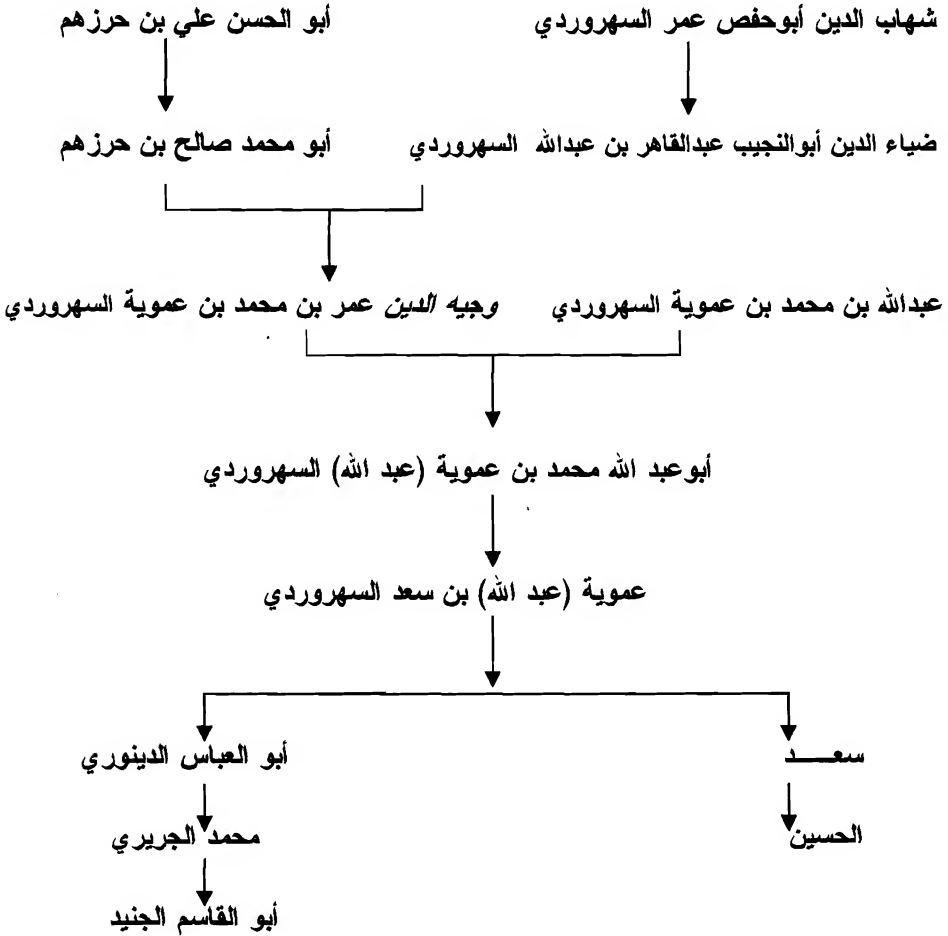 شهاب الدين أبوحفص عمر السهروردي
أبو الحسن علي بن حرزهم
ضياء الدين أبوالنجيب عبدالقاهر بن عبدالله السهروردي
أبو محمد صالح بن حرزهم
عبدالله بن محمد بن عموية السهروردي
وجيه الدين عمر بن محمد بن عموية السهروردي
أبوعبد الله محمد بن عموية (عبد الله) السهروردي
عموية (عبد الله) بن سعد السهروردي
سعــــد
أبو العباس الدينوري
الحسين
محمد الجريري
أبو القاسم الجنيد